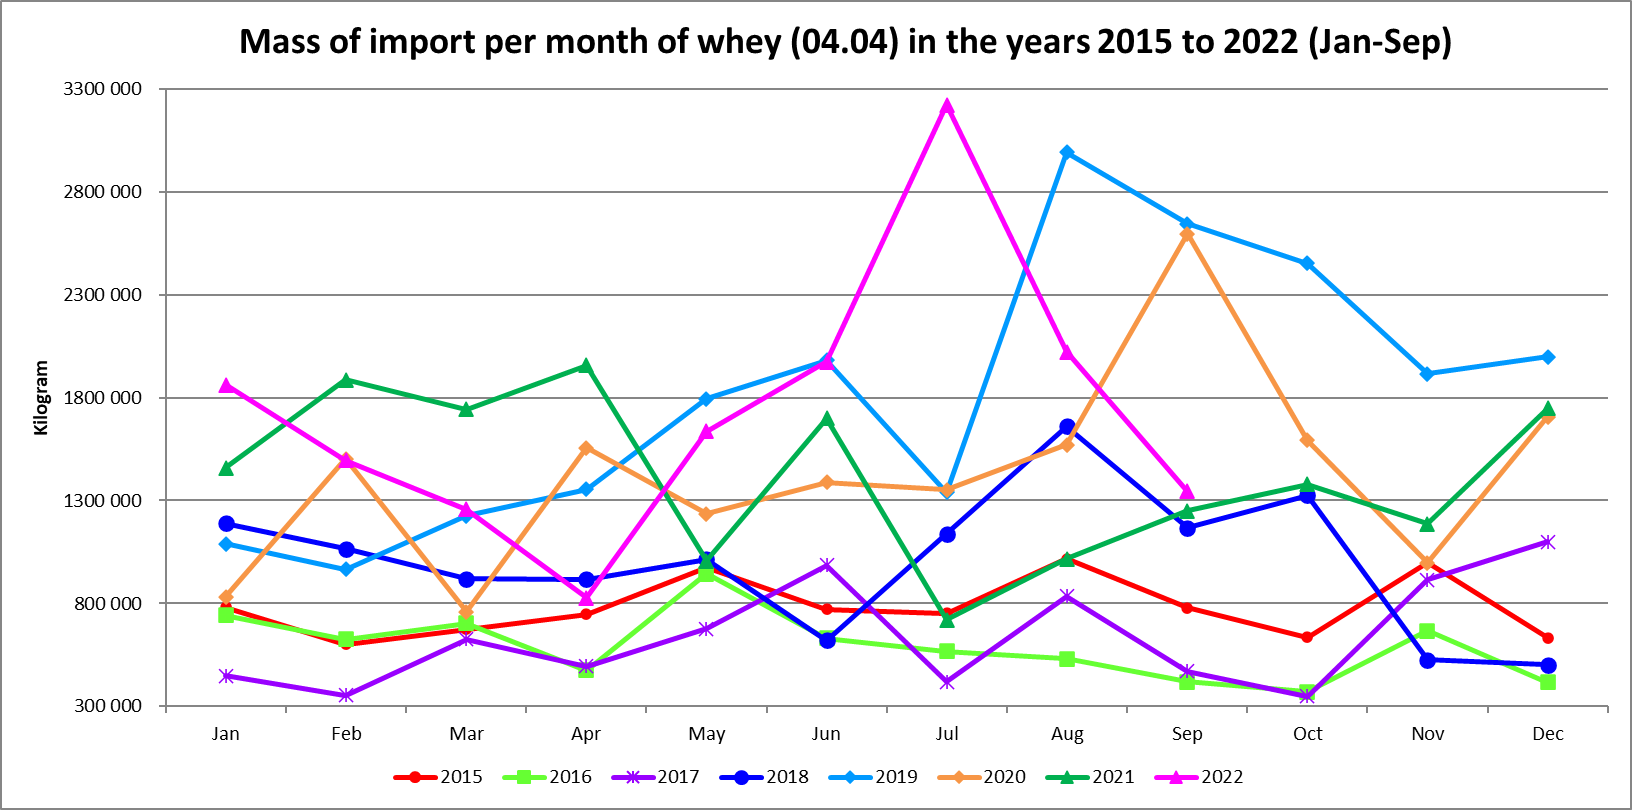 Mass of import per month of whey (04.04) in the years 2015 to 2022 (Jan-Sep)
3300 000
2800 000
2300 000
1800 000
1300 000
800 000
300 000
Kilogram
Jan Feb Mar Apr May Jun Jul Aug Sep Oct Nov Dec
2015 2016 2017 2018 2019 2020 2021 2022